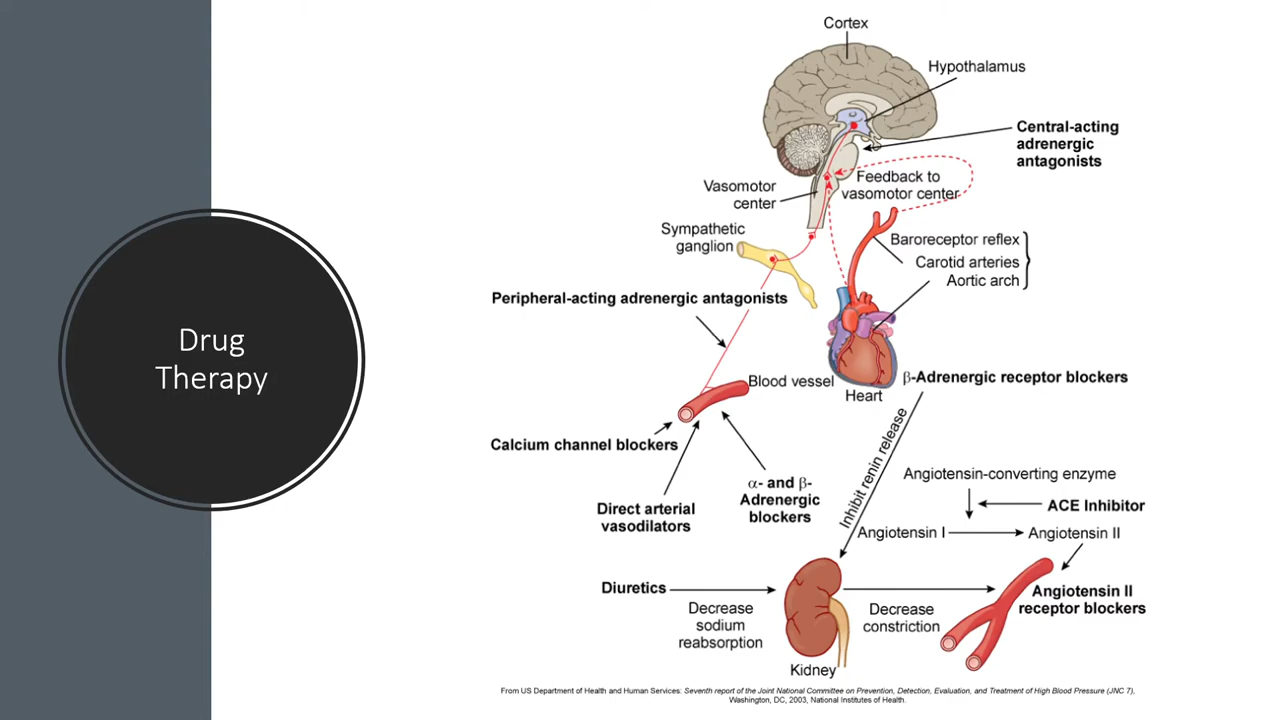 Drug
Therapy
Cortex
Hypothalamus
Central-acting
adrenergic
antagonists
Feedback to
vasomotor center
Vasomotor
center
Sympathetic
ganglion
Baroreceptor reflex
Carotid arteries
Aortic arch
Peripheral-acting adrenergic antagonists
Blood vessel
Heart
β-Adrenergic receptor blockers
Calcium channel blockers
Direct arterial
vasodilators
α- and β-
Adrenergic
blockers
Inhibit renin release
Angiotensin-converting enzyme
ACE Inhibitor
Angiotensin I
Angiotensin II
Angiotensin II
receptor blockers
Diuretics
Decrease
sodium
reabsorption
Decrease
constriction
Kidney
From US Department of Health and Human Services: Seventh report of the Joint National Committee on Prevention, Detection, Evaluation, and Treatment of High Blood Pressure (JNC 7),
Washington, DC, 2003, National Institutes of Health.